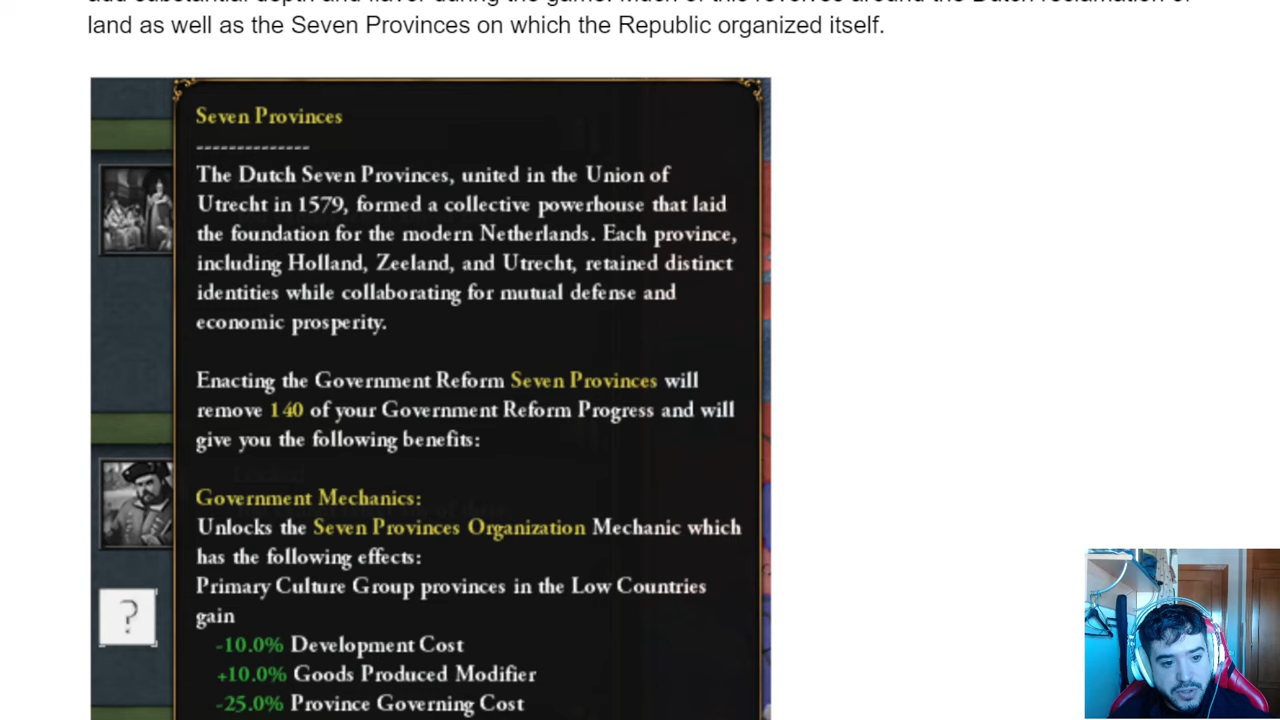 land as well as the Seven Provinces on which the Republic organized itself.
Seven Provinces
--------------
The Dutch Seven Provinces, united in the Union of
Utrecht in 1579, formed a collective powerhouse that laid
the foundation for the modern Netherlands. Each province,
including Holland, Zeeland, and Utrecht, retained distinct
identities while collaborating for mutual defense and
economic prosperity.
Enacting the Government Reform Seven Provinces will
remove 140 of your Government Reform Progress and will
give you the following benefits:
Government Mechanics:
Unlocks the Seven Provinces Organization Mechanic which
has the following effects:
Primary Culture Group provinces in the Low Countries
gain
-10.0% Development Cost
+10.0% Goods Produced Modifier
-25.0% Province Governing Cost
?